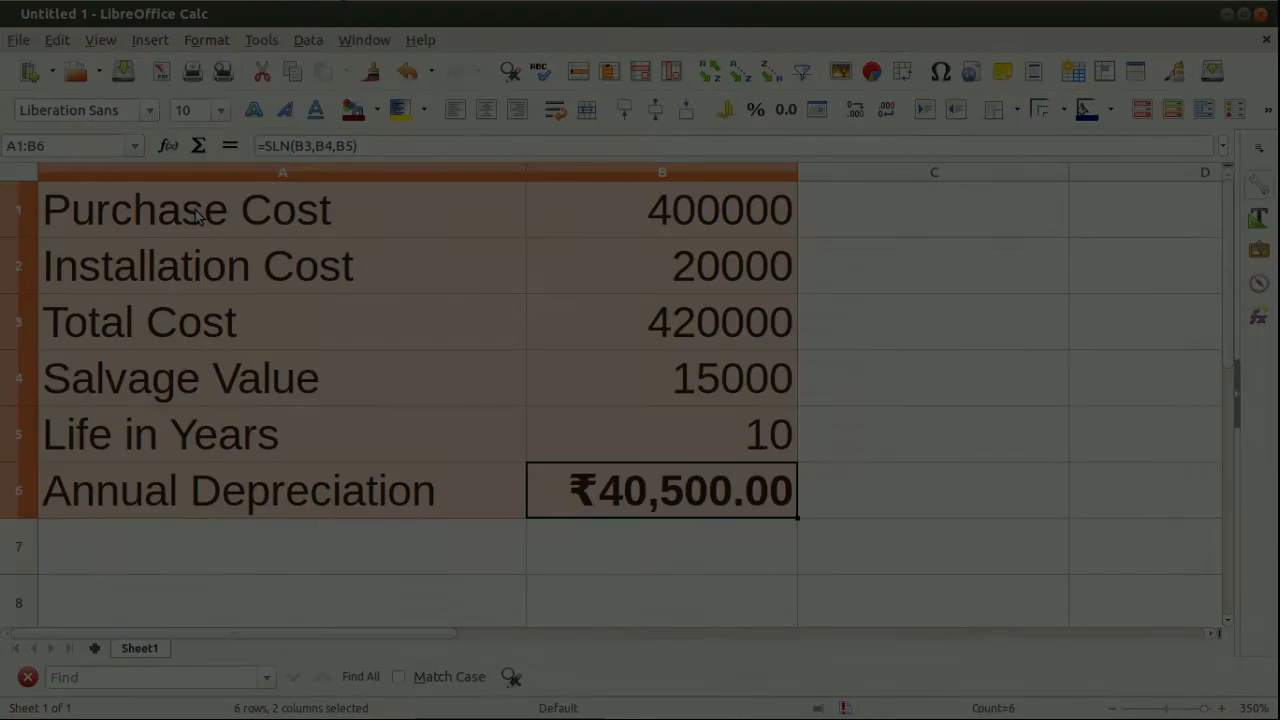 Untitled 1 - LibreOffice Calc
File Edit View Insert Format Tools Data Window Help
Liberation Sans 10 % 0.0
A1:B6 f(x) Σ = =SLN(B3,B4,B5)
A B C D
1 Purchase Cost 400000
2 Installation Cost 20000
3 Total Cost 420000
4 Salvage Value 15000
5 Life in Years 10
6 Annual Depreciation ₹40,500.00
7
8
Sheet1
Find Find All Match Case
Sheet 1 of 1 6 rows, 2 columns selected Default Count=6 350%